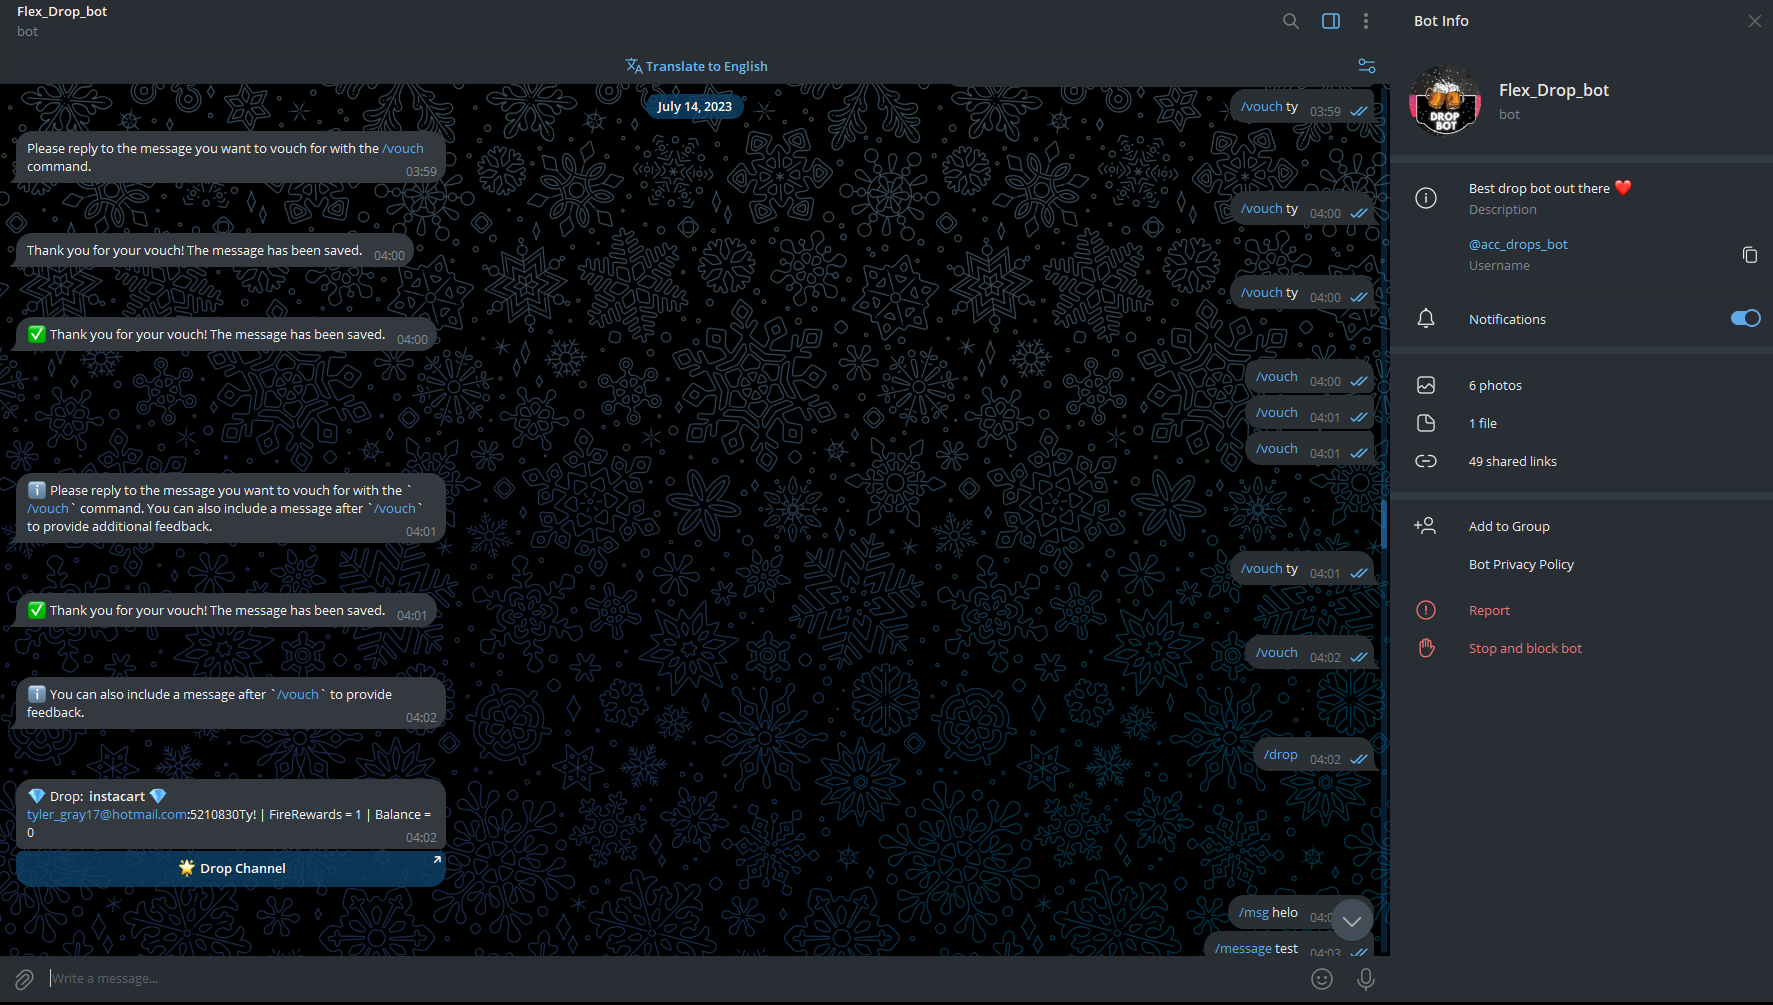 Flex_Drop_bot
bot
Translate to English
July 14, 2023
/vouch ty 03:59
Please reply to the message you want to vouch for with the /vouch
command. 03:59
/vouch ty 04:00
Thank you for your vouch! The message has been saved. 04:00
/vouch ty 04:00
✅ Thank you for your vouch! The message has been saved. 04:00
/vouch 04:00
/vouch 04:01
/vouch 04:01
ℹ️ Please reply to the message you want to vouch for with the `
/vouch` command. You can also include a message after `/vouch`
to provide additional feedback. 04:01
/vouch ty 04:01
✅ Thank you for your vouch! The message has been saved. 04:01
/vouch 04:02
ℹ️ You can also include a message after `/vouch` to provide
feedback. 04:02
/drop 04:02
💎 Drop: instacart 💎
tyler_gray17@hotmail.com:5210830Ty! | FireRewards = 1 | Balance =
0 04:02
🌟 Drop Channel
/msg helo
/message test 04:03
Write a message...
Bot Info
DROP
BOT
Flex_Drop_bot
bot
Best drop bot out there ❤️
Description
@acc_drops_bot
Username
Notifications
6 photos
1 file
49 shared links
Add to Group
Bot Privacy Policy
Report
Stop and block bot